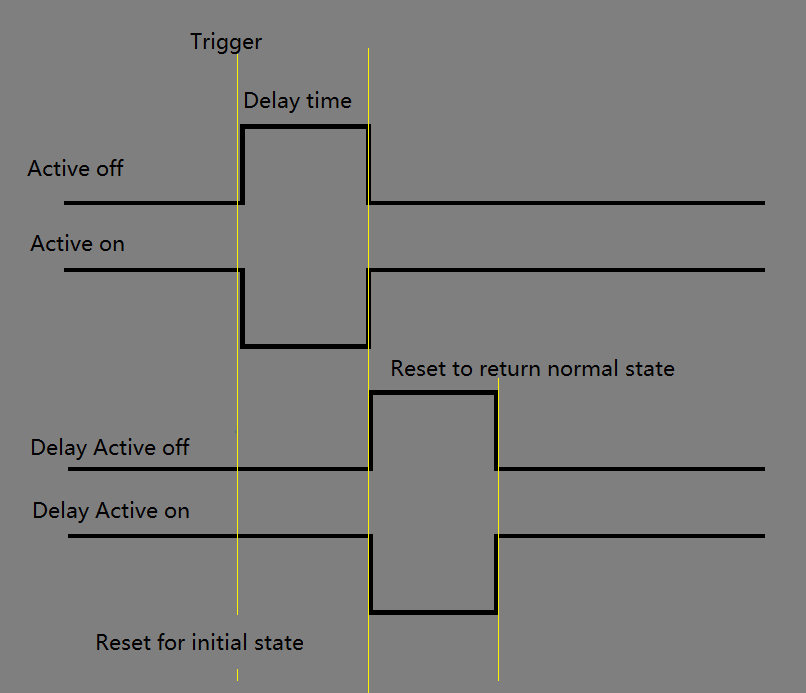 Trigger
Delay time
Active off
Active on
Reset to return normal state
Delay Active off
Delay Active on
Reset for initial state